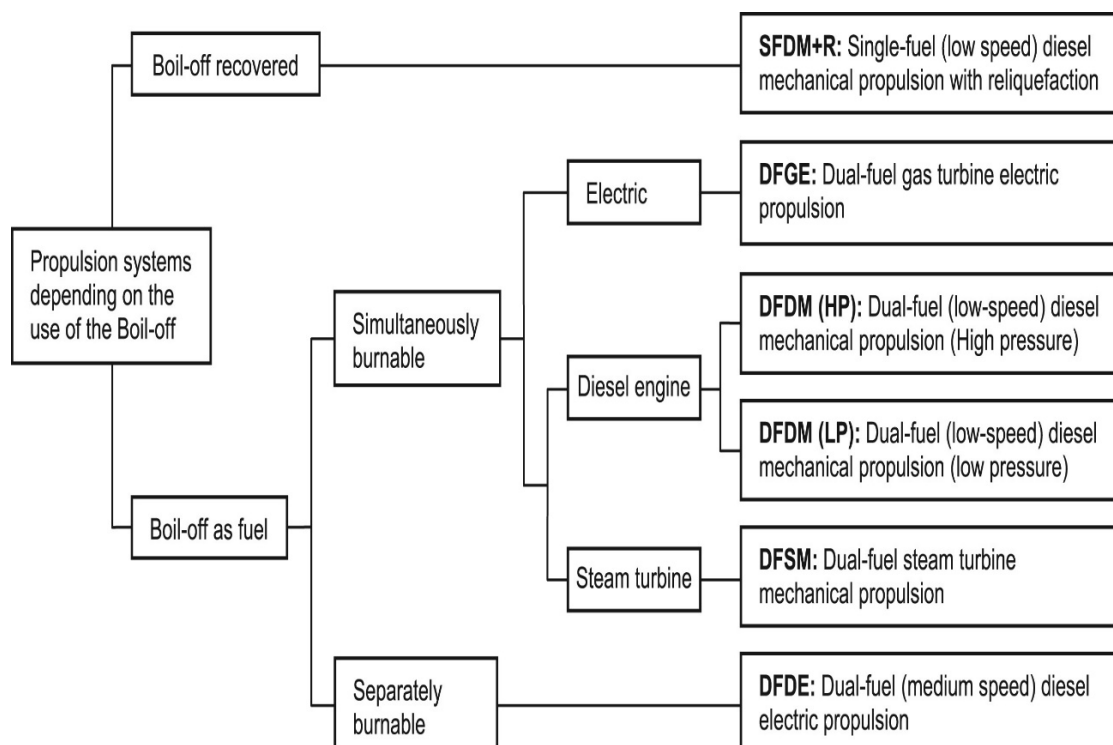 SFDM+R: Single-fuel (low speed) diesel
mechanical propulsion with reliquefaction
Boil-off recovered
DFGE: Dual-fuel gas turbine electric
propulsion
Electric
Propulsion systems
depending on the
use of the Boil-off
Simultaneously
burnable
DFDM (HP): Dual-fuel (low-speed) diesel
mechanical propulsion (High pressure)
Diesel engine
DFDM (LP): Dual-fuel (low-speed) diesel
mechanical propulsion (low pressure)
Boil-off as fuel
Steam turbine
DFSM: Dual-fuel steam turbine
mechanical propulsion
Separately
burnable
DFDE: Dual-fuel (medium speed) diesel
electric propulsion